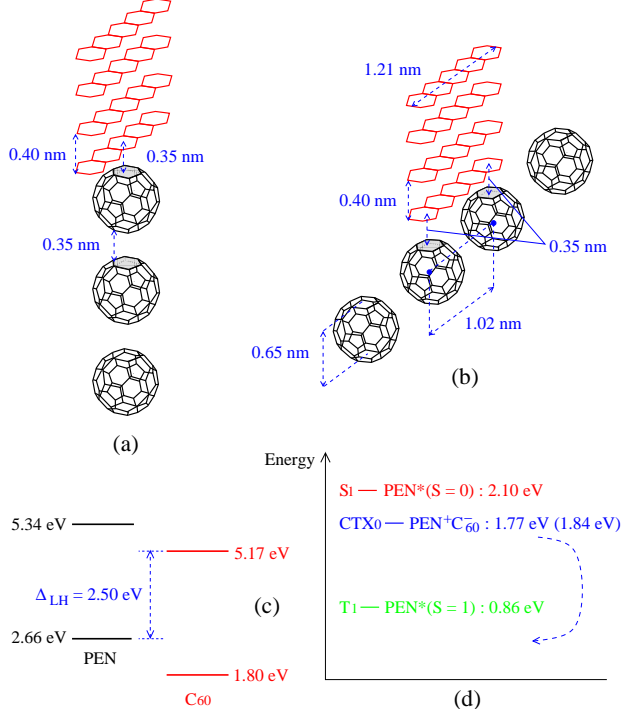 1.21 nm
0.40 nm
0.35 nm
0.35 nm
(a)
0.40 nm
0.35 nm
1.02 nm
0.65 nm
(b)
5.34 eV
5.17 eV
Δ LH = 2.50 eV
(c)
2.66 eV
PEN
1.80 eV
C60
Energy
S1 — PEN*(S = 0) : 2.10 eV
CTX0 — PEN⁺C₆₀⁻ : 1.77 eV (1.84 eV)
T1 — PEN*(S = 1) : 0.86 eV
(d)